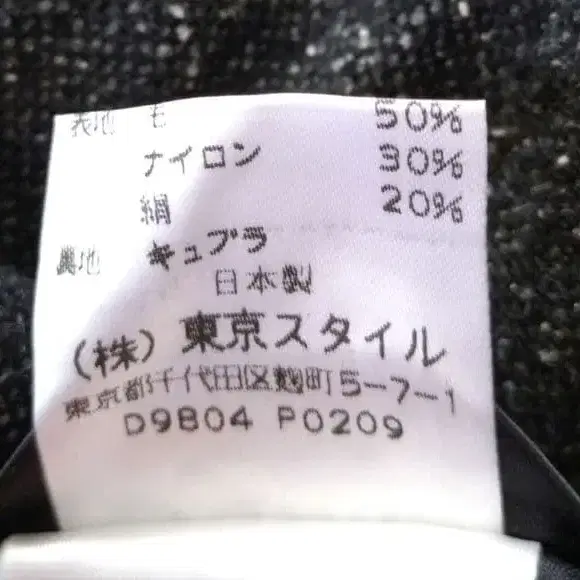 表地 毛 50%
ナイロン 30%
絹 20%
裏地 キュプラ
日本製
(株)東京スタイル
東京都千代田区麹町5-7-1
D9804 P0209